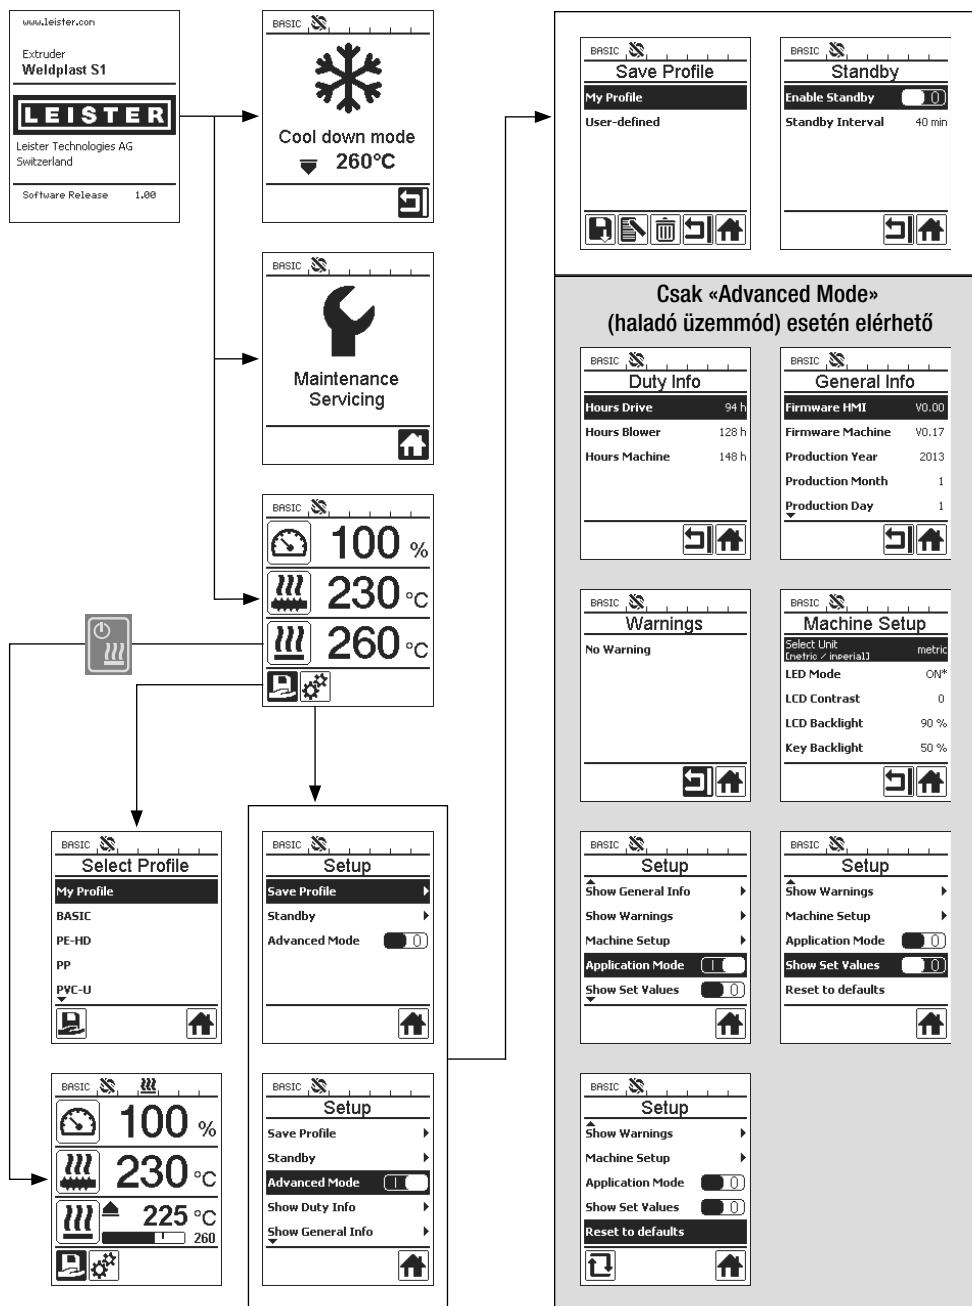 www.leister.com
Extruder
Weldplast S1
LEISTER
Leister Technologies AG
Switzerland
Software Release 1.00
BASIC
Cool down mode
260°C
BASIC
Maintenance
Servicing
BASIC
100 %
230 °C
260 °C
BASIC
Select Profile
My Profile
BASIC
PE-HD
PP
PVC-U
BASIC
100 %
230 °C
225 °C
260
BASIC
Setup
Save Profile
Standby
Advanced Mode 0
BASIC
Setup
Save Profile
Standby
Advanced Mode
Show Duty Info
Show General Info
BASIC
Save Profile
My Profile
User-defined
BASIC
Standby
Enable Standby 0
Standby Interval 40 min
Csak «Advanced Mode»
(haladó üzemmód) esetén elérhető
BASIC
Duty Info
Hours Drive 94 h
Hours Blower 128 h
Hours Machine 148 h
BASIC
General Info
Firmware HMI V0.00
Firmware Machine V0.17
Production Year 2013
Production Month 1
Production Day 1
BASIC
Warnings
No Warning
BASIC
Machine Setup
Select Unit
[metric / imperial] metric
LED Mode ON*
LCD Contrast 0
LCD Backlight 90 %
Key Backlight 50 %
BASIC
Setup
Show General Info
Show Warnings
Machine Setup
Application Mode
Show Set Values 0
BASIC
Setup
Show Warnings
Machine Setup
Application Mode 0
Show Set Values 0
Reset to defaults
BASIC
Setup
Show Warnings
Machine Setup
Application Mode 0
Show Set Values 0
Reset to defaults